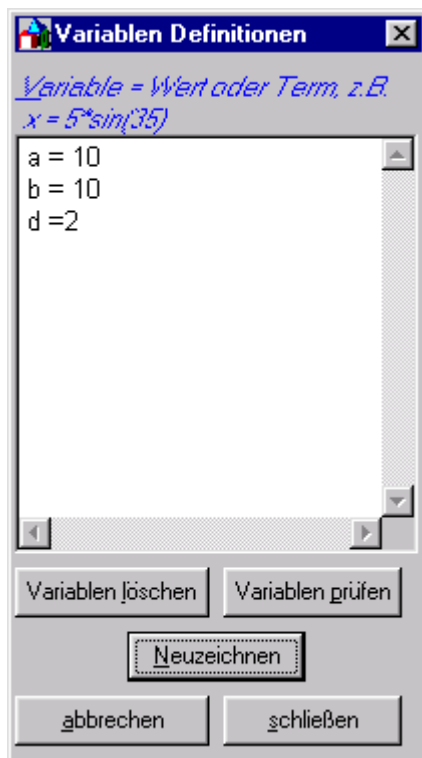 Variablen Definitionen
Variable = Wert oder Term, z.B.
x = 5*sin(35)
a = 10
b = 10
d =2
Variablen löschen
Variablen prüfen
Neuzeichnen
abbrechen
schließen